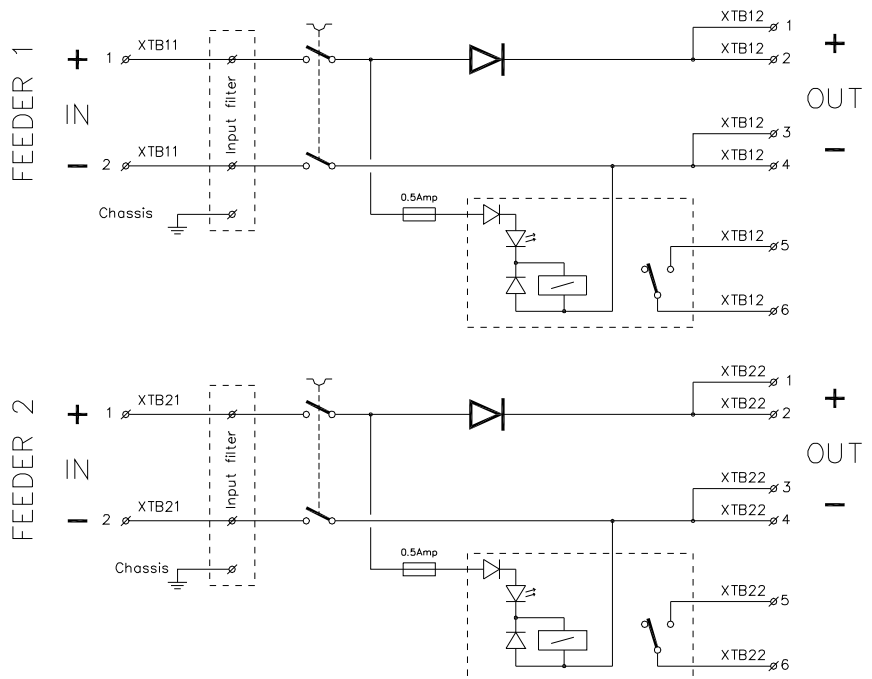 FEEDER 1
+
IN
−
1 XTB11
2 XTB11
Chassis
Input filter
0.5Amp
XTB12 1
XTB12 2
XTB12 3
XTB12 4
XTB12 5
XTB12 6
+
OUT
−
FEEDER 2
+
IN
−
1 XTB21
2 XTB21
Chassis
Input filter
0.5Amp
XTB22 1
XTB22 2
XTB22 3
XTB22 4
XTB22 5
XTB22 6
+
OUT
−